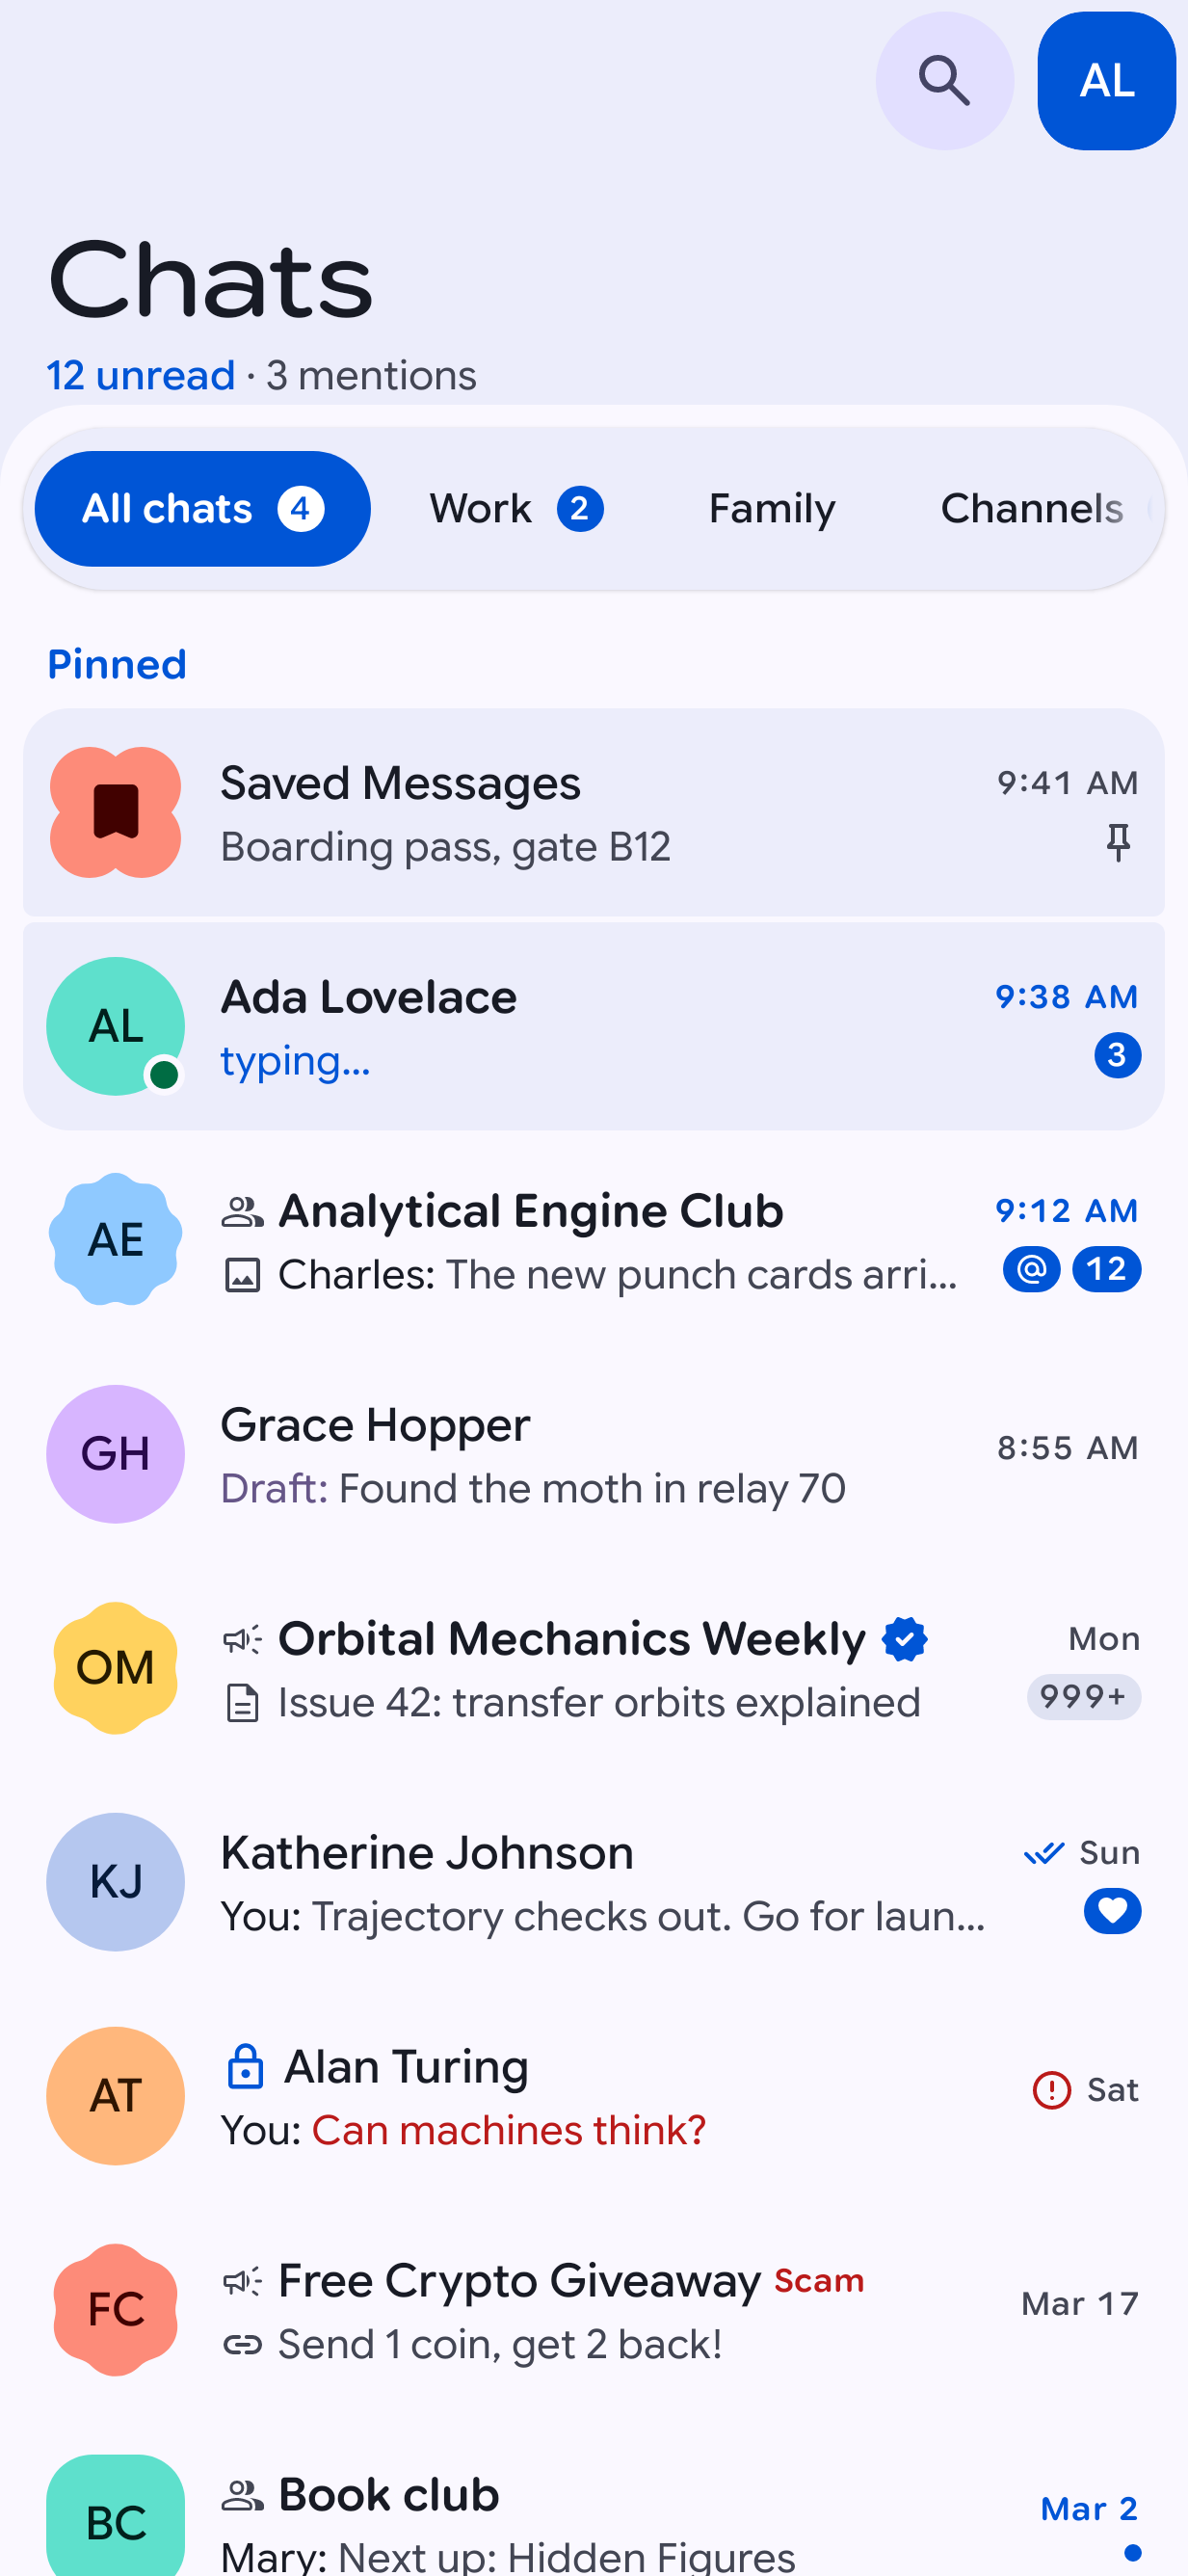 AL
Chats
12 unread · 3 mentions
All chats 4 Work 2 Family Channels
Pinned
Saved Messages 9:41 AM
Boarding pass, gate B12
AL Ada Lovelace 9:38 AM
typing... 3
AE Analytical Engine Club 9:12 AM
Charles: The new punch cards arri... @ 12
GH Grace Hopper 8:55 AM
Draft: Found the moth in relay 70
OM Orbital Mechanics Weekly Mon
Issue 42: transfer orbits explained 999+
KJ Katherine Johnson Sun
You: Trajectory checks out. Go for laun...
AT Alan Turing Sat
You: Can machines think?
FC Free Crypto Giveaway Scam Mar 17
Send 1 coin, get 2 back!
BC Book club Mar 2
Mary: Next up: Hidden Figures